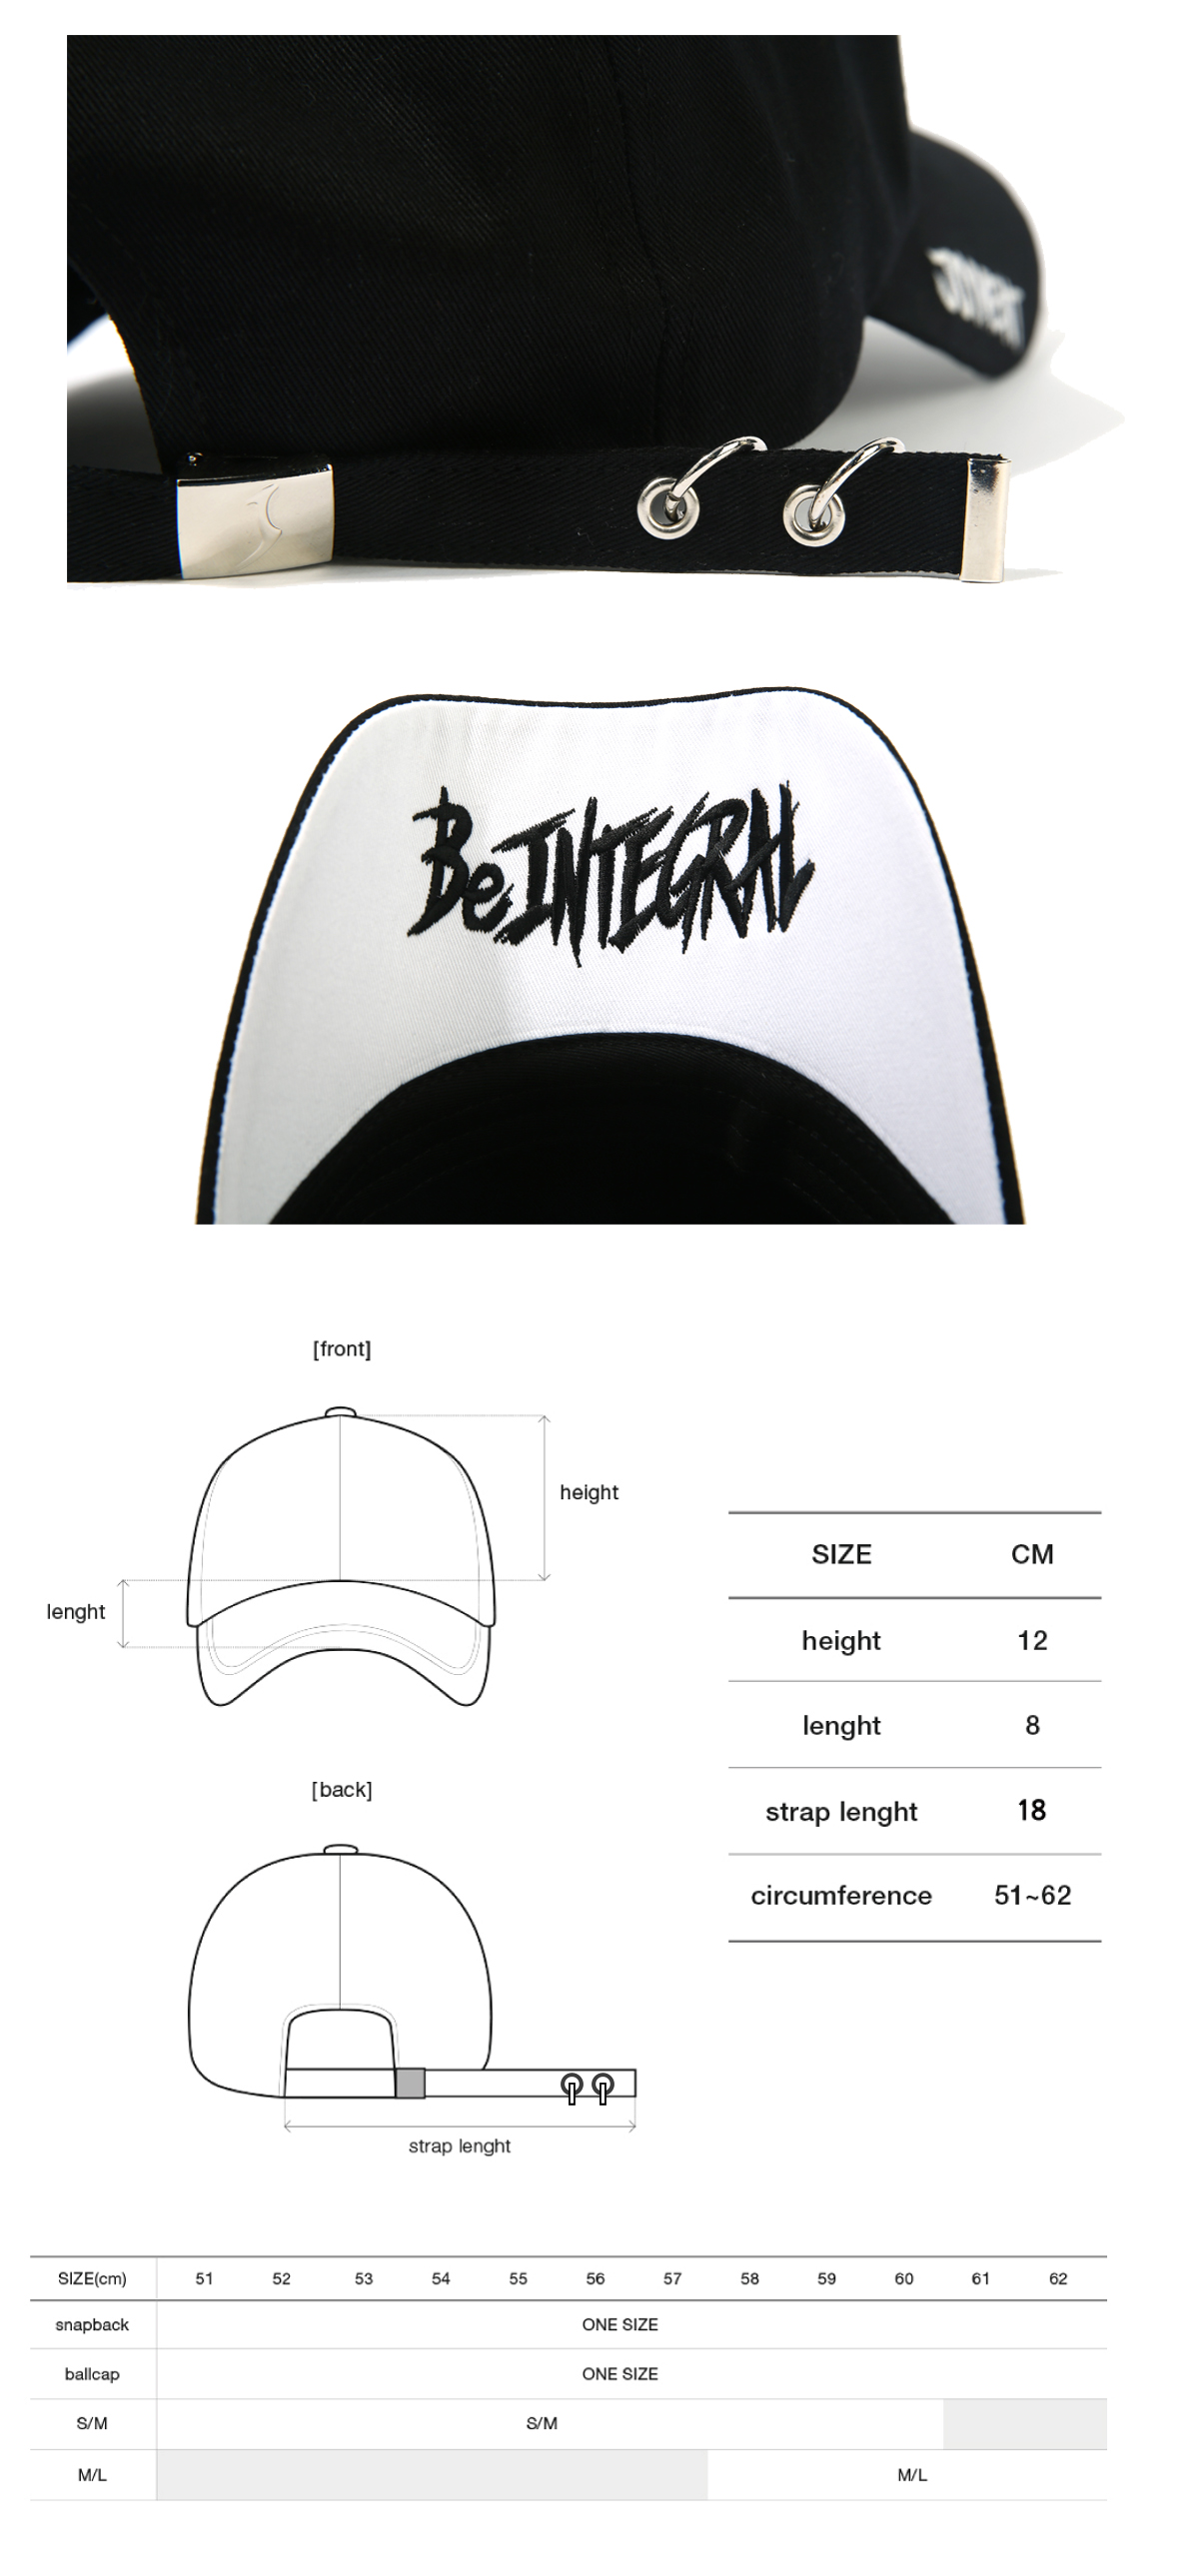 Be INTEGRAL
[front]
height
lenght
SIZE CM
height 12
lenght 8
strap lenght 18
circumference 51~62
[back]
strap lenght
SIZE(cm) 51 52 53 54 55 56 57 58 59 60 61 62
snapback ONE SIZE
ballcap ONE SIZE
S/M S/M
M/L M/L